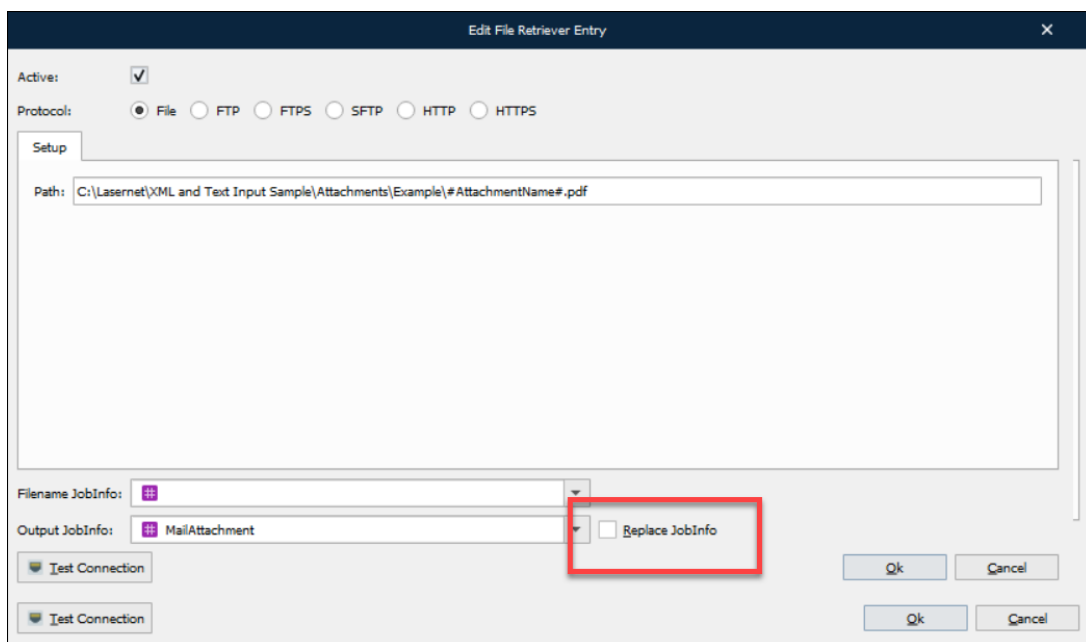 Edit File Retriever Entry
Active:
Protocol: File FTP FTPS SFTP HTTP HTTPS
Setup
Path: C:\Lasernet\XML and Text Input Sample\Attachments\Example\#AttachmentName#.pdf
Filename JobInfo:
Output JobInfo: MailAttachment Replace JobInfo
Test Connection Ok Cancel
Test Connection Ok Cancel